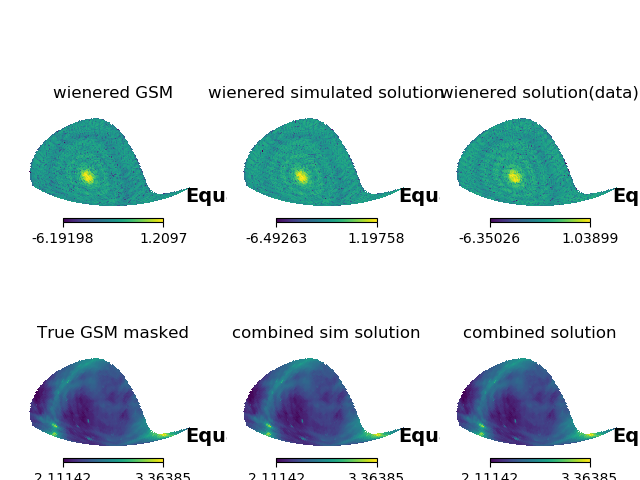 wienered GSM wienered simulated solution wienered solution(data)
Equ Equ Eq
-6.19198 1.2097 -6.49263 1.19758 -6.35026 1.03899
True GSM masked combined sim solution combined solution
Equ Equ Eq
2.11142 3.36385 2.11142 3.36385 2.11142 3.36385